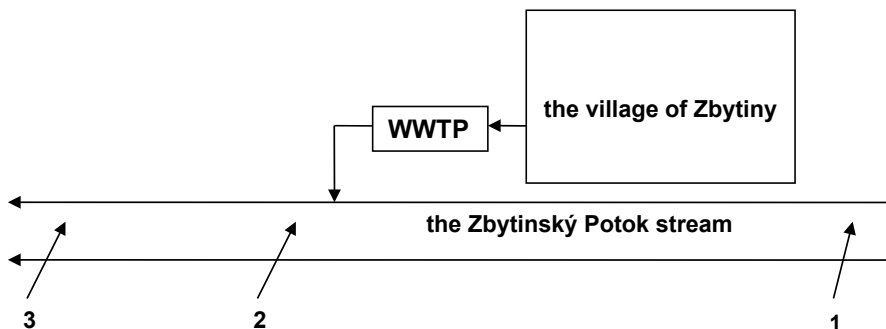 the village of Zbytiny
WWTP
the Zbytinský Potok stream
3
2
1